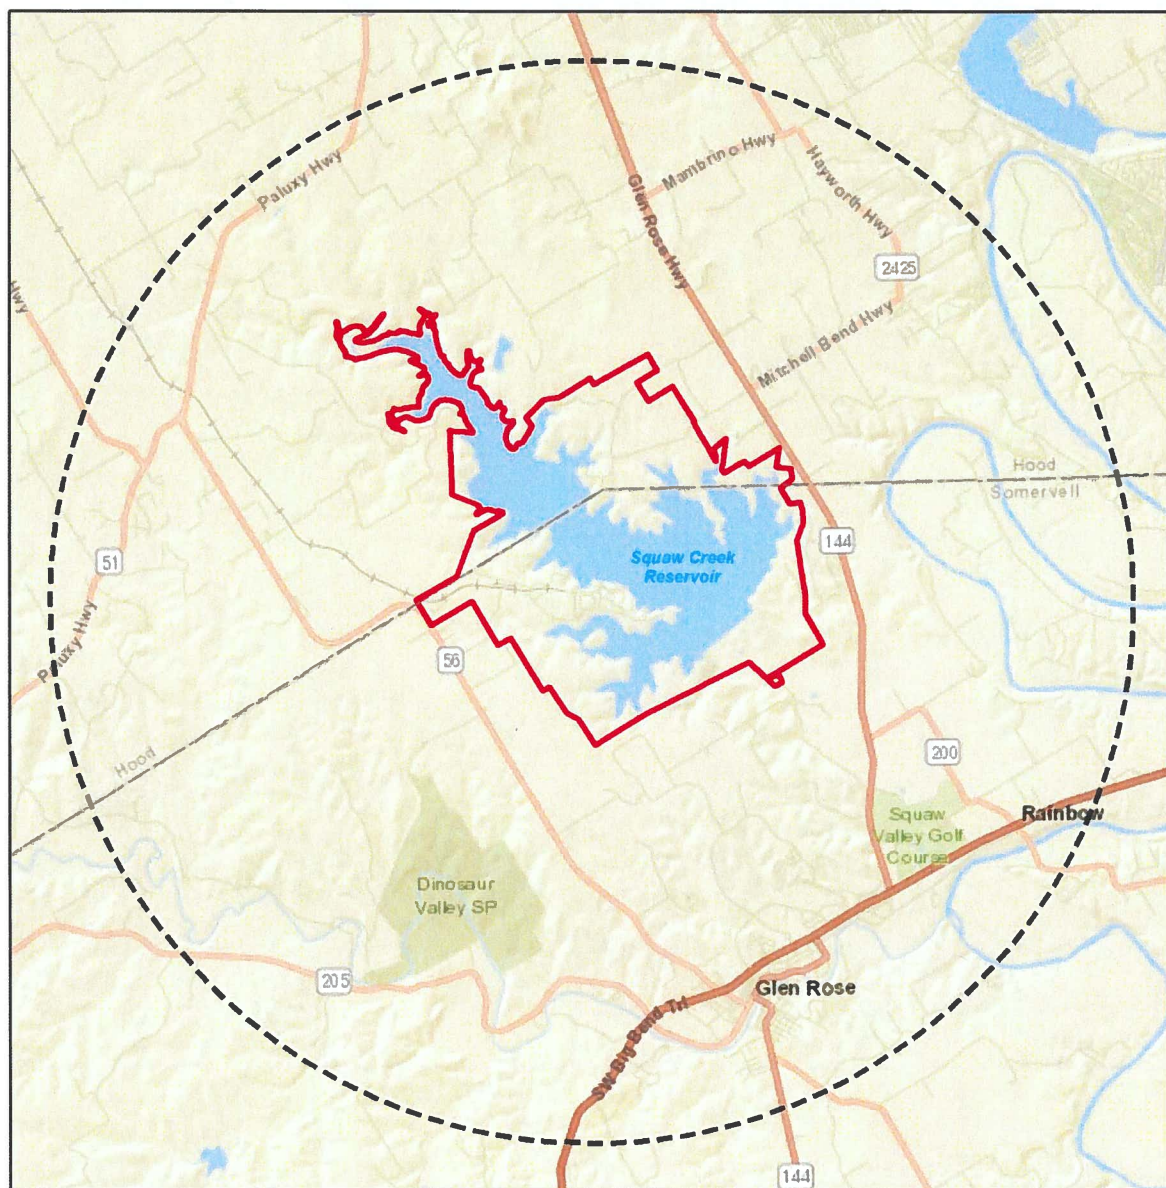 Paluxy Hwy
Mambrino Hwy
Hayworth Hwy
Glen Rose Hwy
2425
Hwy
Mitchell Bend Hwy
Hood
Somervell
144
51
Squaw Creek
Reservoir
Paluxy Hwy
56
Hood
200
Rainbow
Squaw
Valley Golf
Course
Dinosaur
Valley SP
205
Glen Rose
SW Big Bend Trl
144